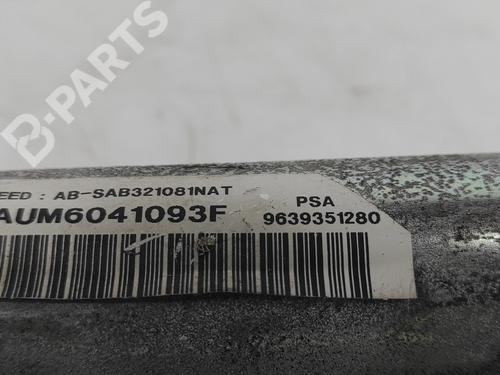 B-PARTS
EED : AB-SAB321081NAT
AUM6041093F
PSA
9639351280